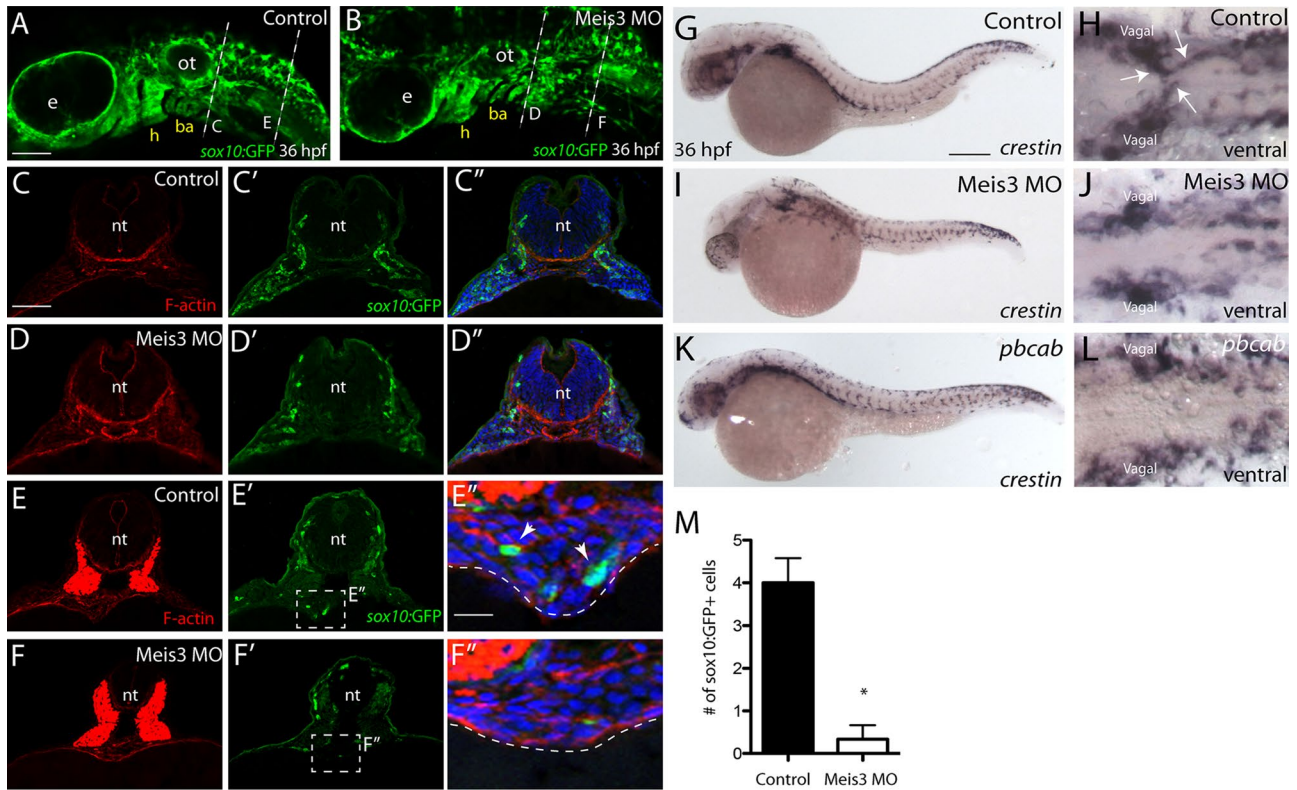 A
Control
ot
e
h
ba
C
E
sox10:GFP 36 hpf
B
Meis3 MO
ot
e
h
ba
D
F
sox10:GFP 36 hpf
C
Control
nt
F-actin
C'
nt
sox10:GFP
C"
nt
D
Meis3 MO
nt
D'
nt
D"
nt
E
Control
nt
F-actin
E'
nt
E"
sox10:GFP
E"
F
Meis3 MO
nt
F'
nt
F"
F"
G
Control
36 hpf
crestin
H
Control
Vagal
Vagal
ventral
I
Meis3 MO
crestin
J
Meis3 MO
Vagal
Vagal
ventral
K
pbcab
crestin
L
pbcab
Vagal
Vagal
ventral
M
# of sox10:GFP+ cells
5
4
3
2
1
0
*
Control
Meis3 MO